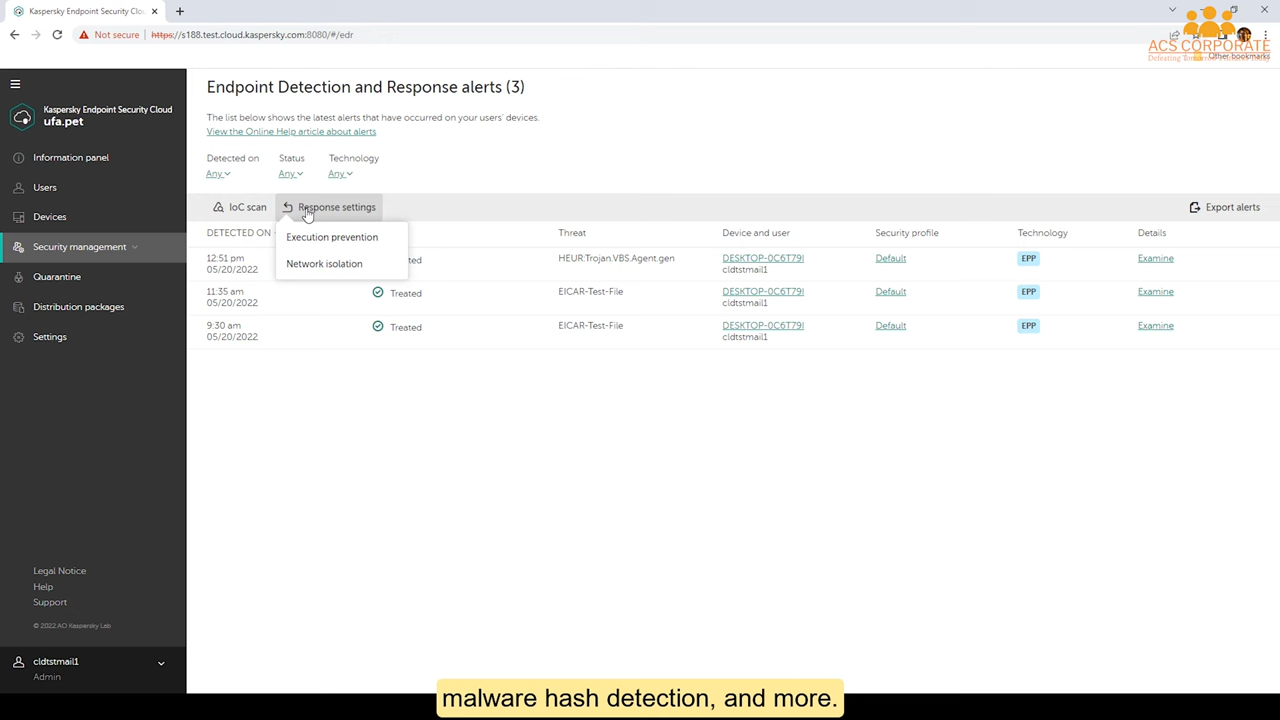 Kaspersky Endpoint Security Clou
Not secure
https://s188.test.cloud.kaspersky.com:8080/#/edr
ACS CORPORATE
Other bookmarks
Kaspersky Endpoint Security Cloud
ufa.pet
Information panel
Users
Devices
Security management
Quarantine
Distribution packages
Settings
Legal Notice
Help
Support
© 2022 AO Kaspersky Lab
cldtstmail1
Admin
Endpoint Detection and Response alerts (3)
The list below shows the latest alerts that have occurred on your users' devices.
View the Online Help article about alerts
Detected on Status Technology
Any Any Any
IoC scan Response settings Export alerts
Execution prevention
Network isolation
DETECTED ON Threat Device and user Security profile Technology Details
12:51 pm HEUR:Trojan.VBS.Agent.gen DESKTOP-0C6T79I Default EPP Examine
05/20/2022 cldtstmail1
11:35 am Treated EICAR-Test-File DESKTOP-0C6T79I Default EPP Examine
05/20/2022 cldtstmail1
9:30 am Treated EICAR-Test-File DESKTOP-0C6T79I Default EPP Examine
05/20/2022 cldtstmail1
malware hash detection, and more.